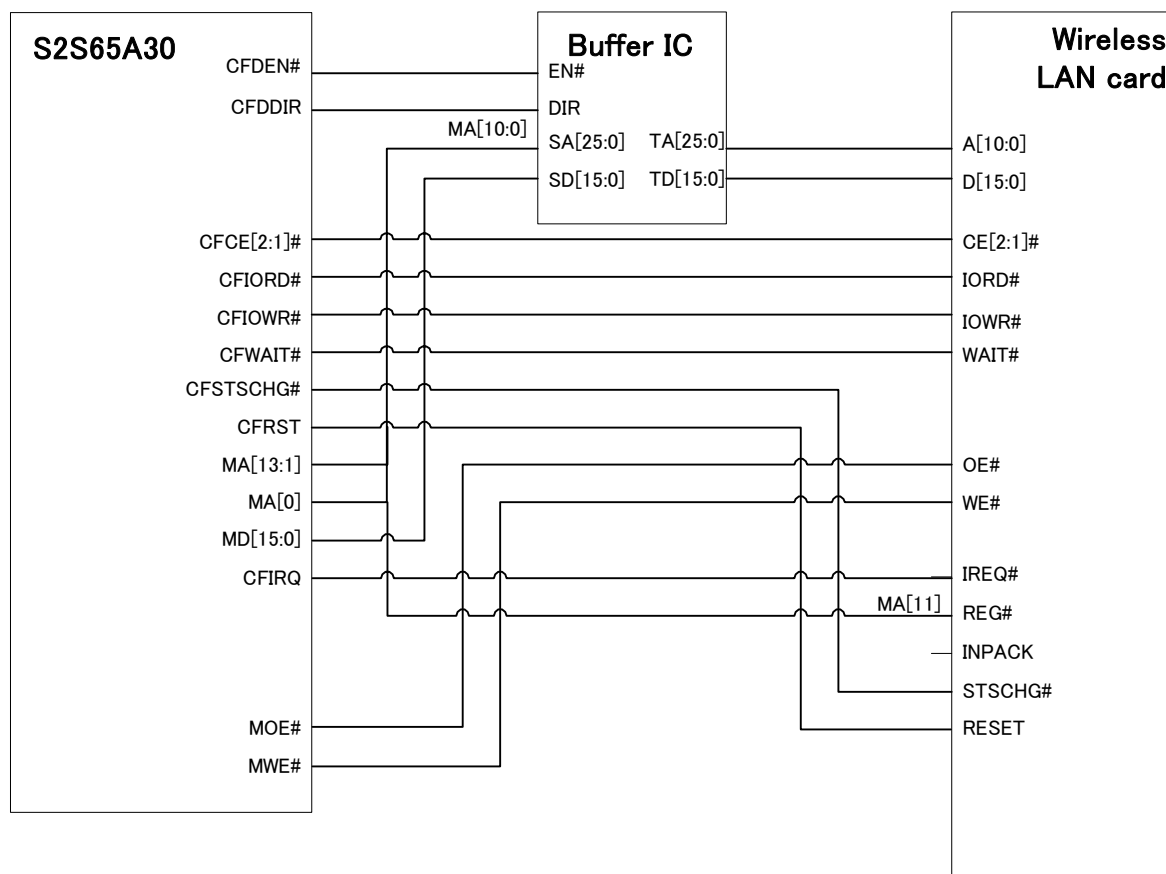 S2S65A30
CFDEN#
CFDDIR
CFCE[2:1]#
CFIORD#
CFIOWR#
CFWAIT#
CFSTSCHG#
CFRST
MA[13:1]
MA[0]
MD[15:0]
CFIRQ
MOE#
MWE#
MA[10:0]
Buffer IC
EN#
DIR
SA[25:0] TA[25:0]
SD[15:0] TD[15:0]
MA[11]
Wireless
LAN card
A[10:0]
D[15:0]
CE[2:1]#
IORD#
IOWR#
WAIT#
OE#
WE#
IREQ#
REG#
INPACK
STSCHG#
RESET